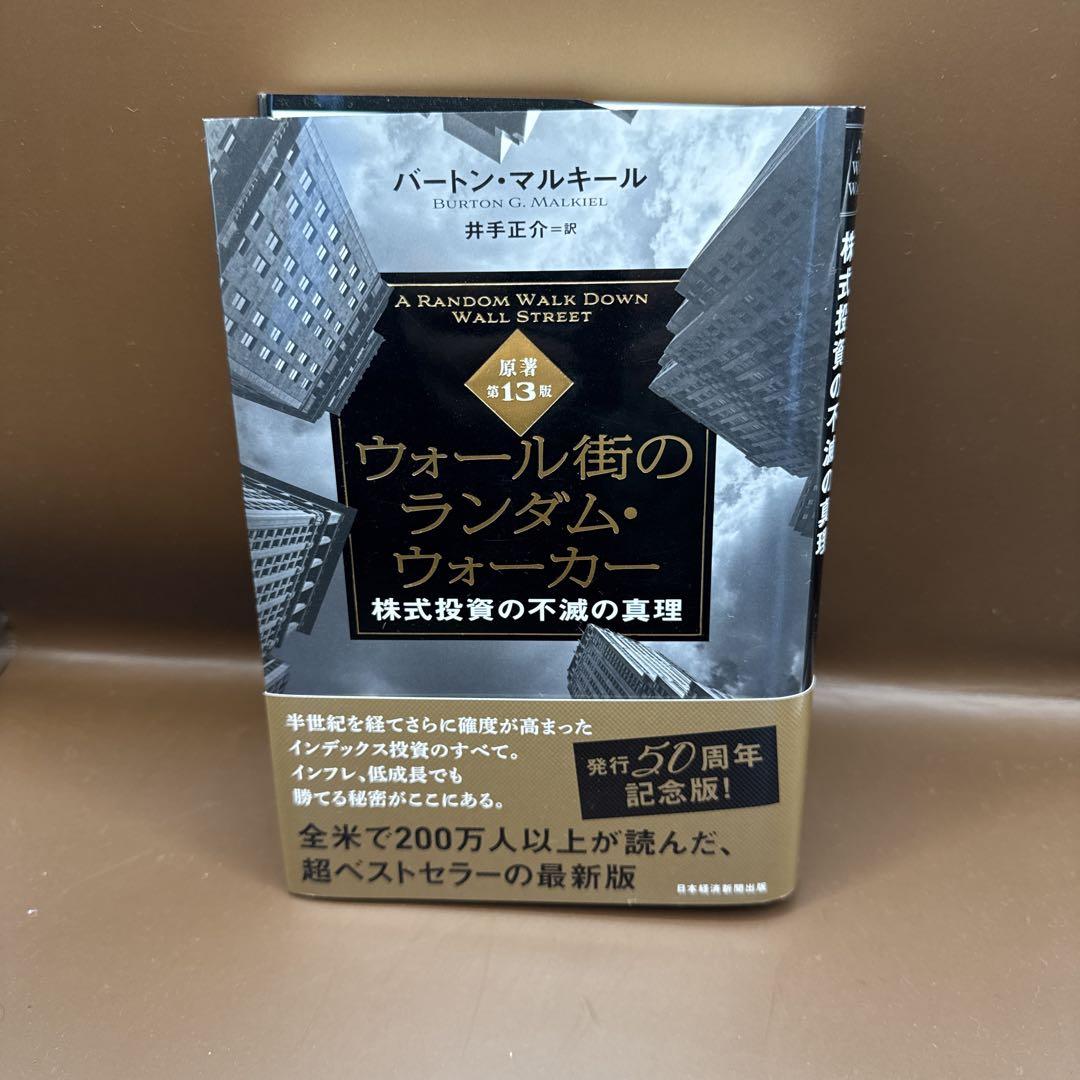 バートン・マルキール
BURTON G. MALKIEL
井手正介=訳
A RANDOM WALK DOWN
WALL STREET
原著
第13版
ウォール街の
ランダム・
ウォーカー
株式投資の不滅の真理
株式投資の不滅の真理
半世紀を経てさらに確度が高まった
インデックス投資のすべて。
インフレ、低成長でも
勝てる秘密がここにある。
発行50周年
記念版!
全米で200万人以上が読んだ、
超ベストセラーの最新版
日本経済新聞出版